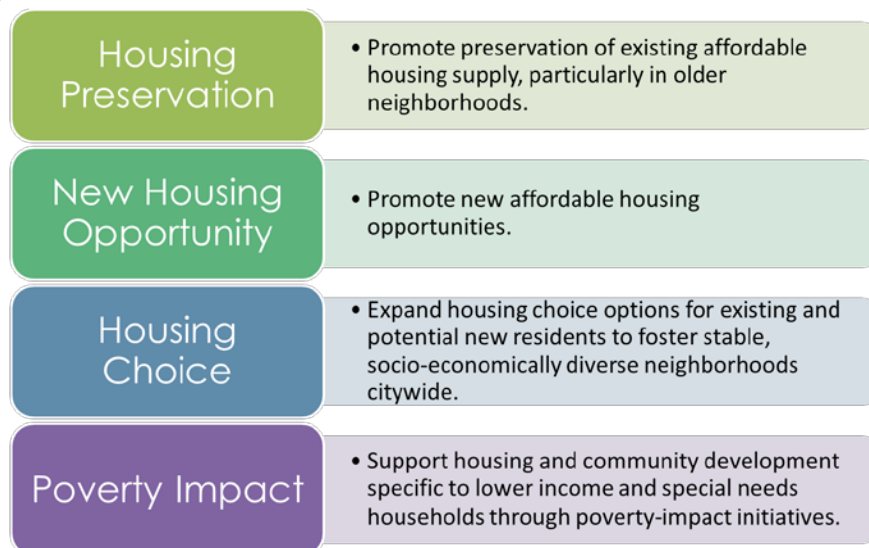 Housing
Preservation
• Promote preservation of existing affordable
housing supply, particularly in older
neighborhoods.
New Housing
Opportunity
• Promote new affordable housing
opportunities.
Housing
Choice
• Expand housing choice options for existing and
potential new residents to foster stable,
socio-economically diverse neighborhoods
citywide.
Poverty Impact
• Support housing and community development
specific to lower income and special needs
households through poverty-impact initiatives.